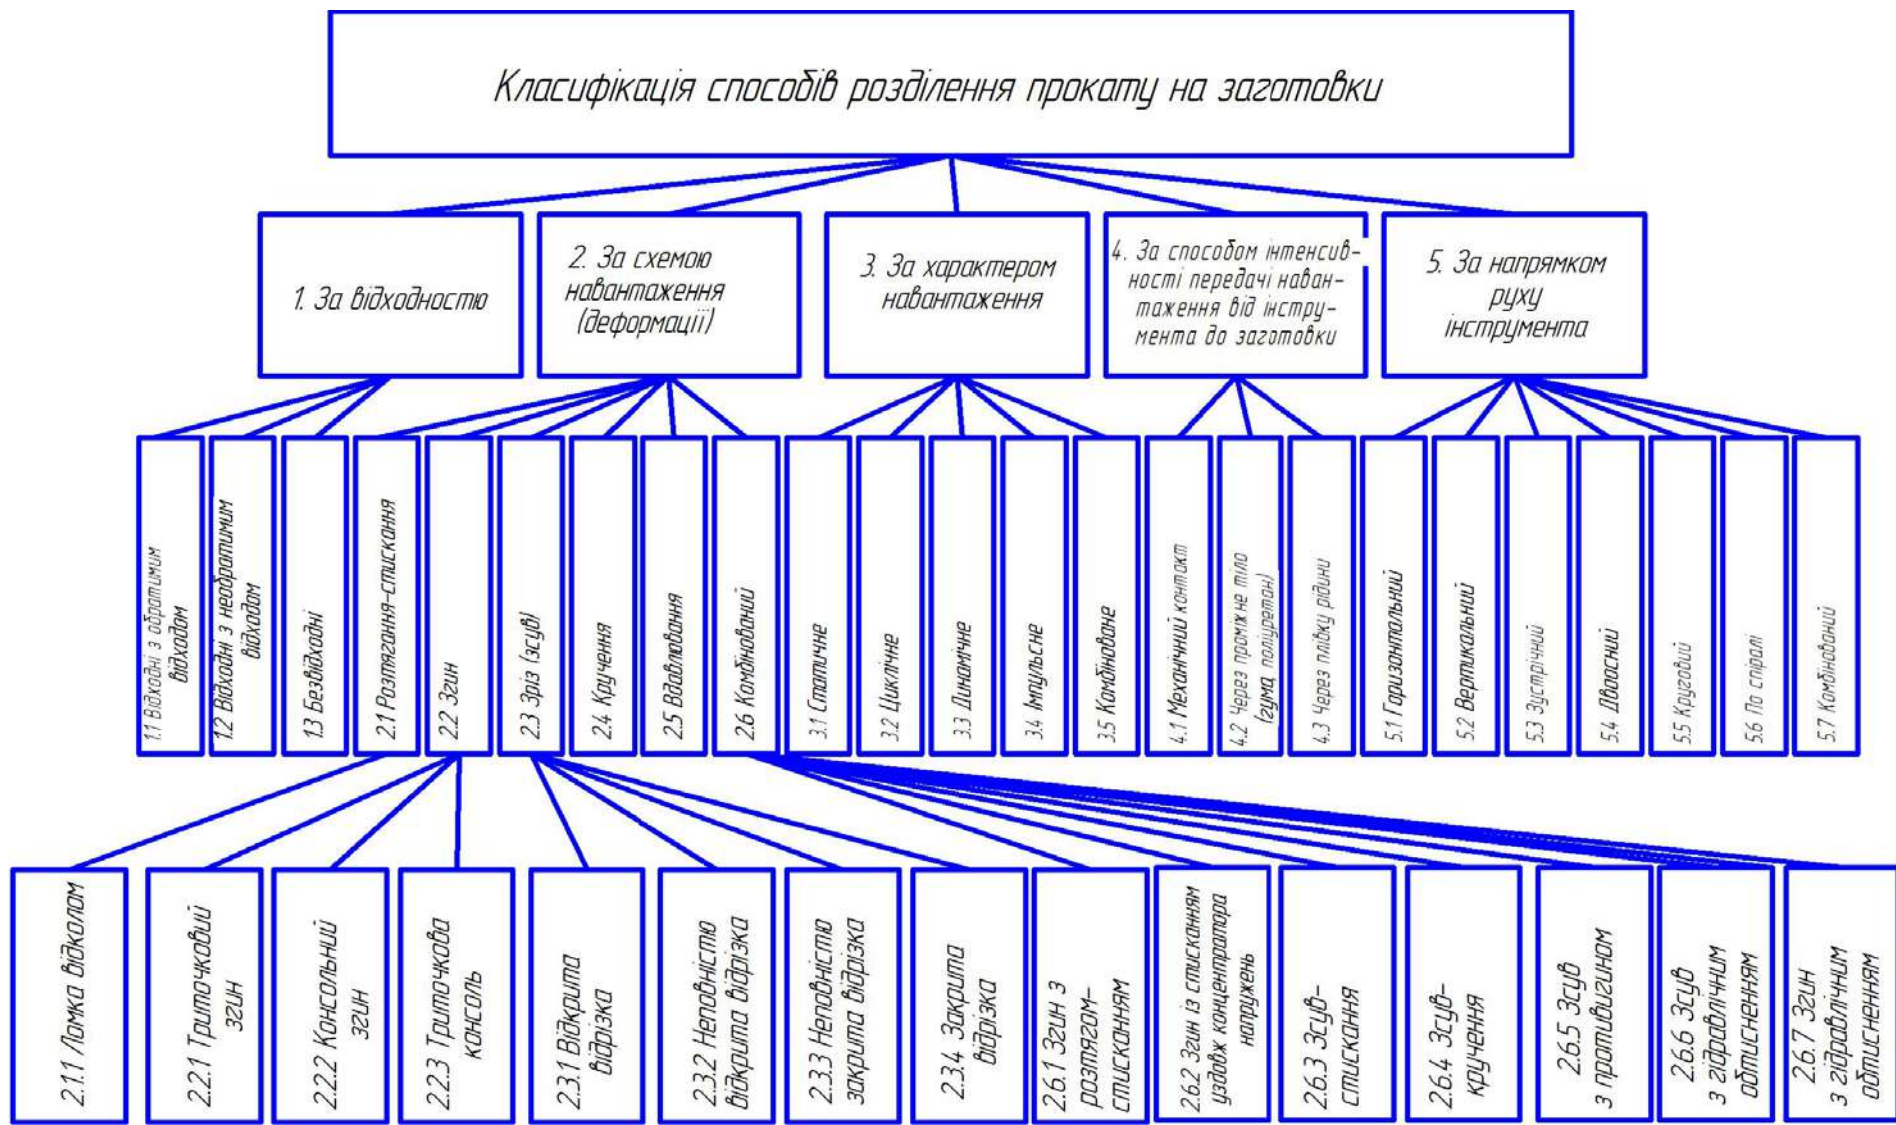 Класифікація способів розділення прокату на заготовки
1. За відходностю
2. За схемою
навантаження
(деформації)
3. За характером
навантаження
4. За способом інтенсив-
ності передачі наван-
таження від інстру-
мента до заготовки
5. За напрямком
руху
інструмента
1.1 Відходні з обратимим
відходом
1.2 Відходні з необратимим
відходом
1.3 Безвідходні
2.1 Розтягання-стискання
2.2 Згин
2.3 Зріз (зсуві)
2.4 Кручення
2.5 Вдавлювання
2.6 Комбінований
3.1 Статичне
3.2 Циклічне
3.3 Динамічне
3.4 Імпульсне
3.5 Комбіноване
4.1 Механічний контакт
4.2 Через проміжне тіло
(гума, поліуретан)
4.3 Через плівку рідини
5.1 Горизонтальний
5.2 Вертикальний
5.3 Зустрічний
5.4 Двоосний
5.5 Круговий
5.6 По спіралі
5.7 Комбінований
2.1.1 Ломка відколом
2.2.1 Триточковий
згин
2.2.2 Консольний
згин
2.2.3 Триточкова
консоль
2.3.1 Відкрита
відрізка
2.3.2 Неповністю
відкрита відрізка
2.3.3 Неповністю
закрита відрізка
2.3.4 Закрита
відрізка
2.6.1 Згин з
розтягом-
стисканням
2.6.2 Згин із стисканням
уздовж концентратора
напружень
2.6.3 Зсув-
стискання
2.6.4 Зсув-
кручення
2.6.5 Зсув
з противигином
2.6.6 Зсув
з гідравлічним
обтисненням
2.6.7 Згин
з гідравлічним
обтисненням